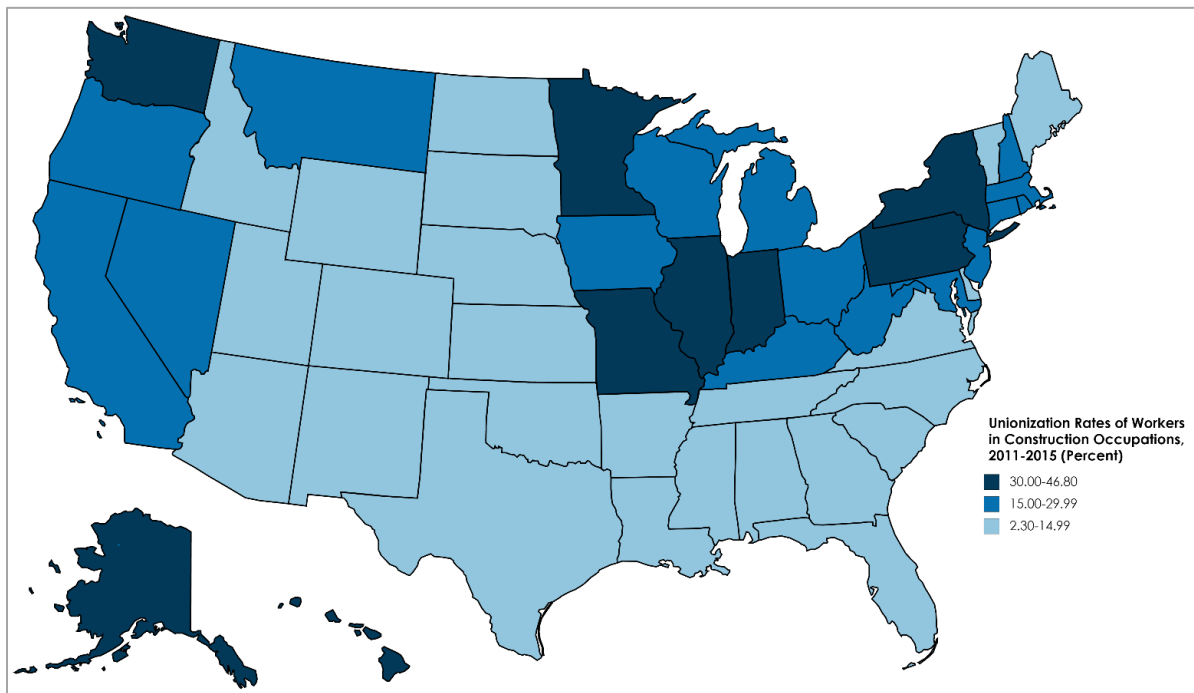 Unionization Rates of Workers
in Construction Occupations,
2011-2015 (Percent)
30.00-46.80
15.00-29.99
2.30-14.99